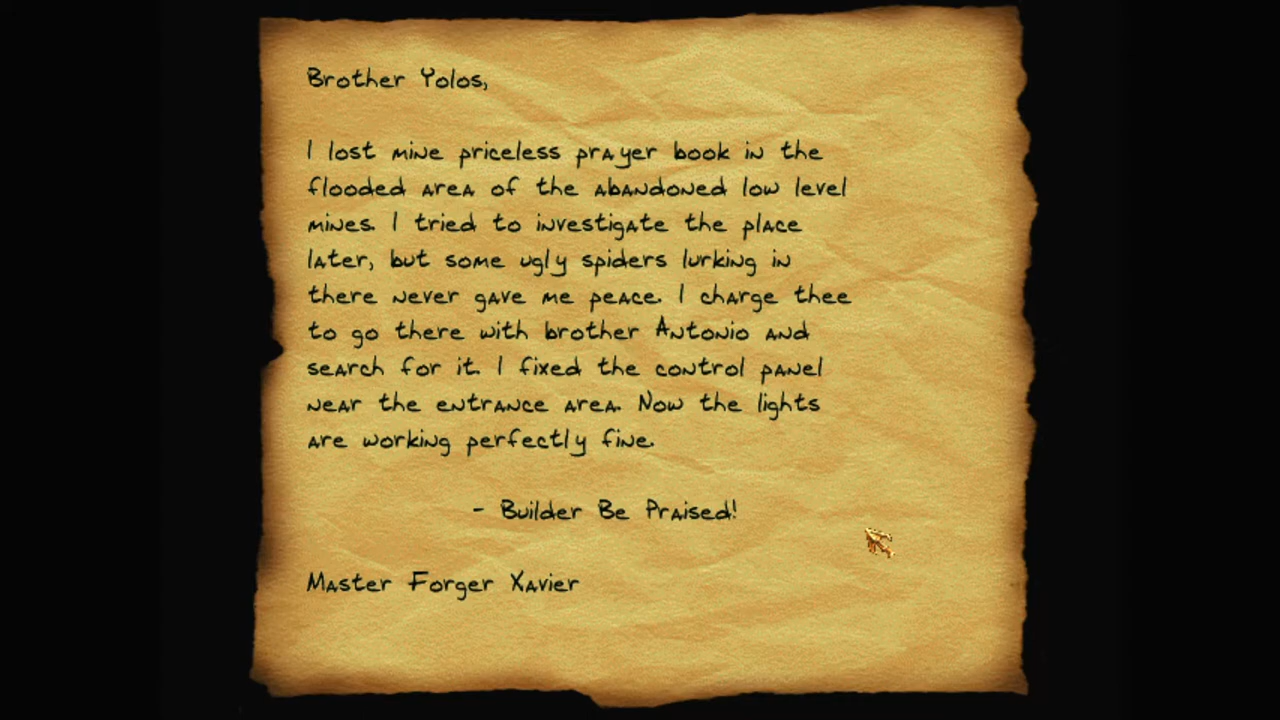 Brother Yolos,
I lost mine priceless prayer book in the
flooded area of the abandoned low level
mines. I tried to investigate the place
later, but some ugly spiders lurking in
there never gave me peace. I charge thee
to go there with brother Antonio and
search for it. I fixed the control panel
near the entrance area. Now the lights
are working perfectly fine.
- Builder Be Praised!
Master Forger Xavier